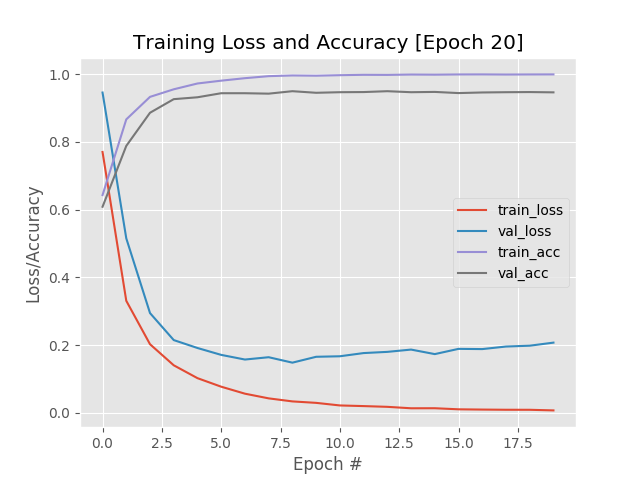 Training Loss and Accuracy [Epoch 20]
Loss/Accuracy
1.0
0.8
0.6
0.4
0.2
0.0
train_loss
val_loss
train_acc
val_acc
0.0 2.5 5.0 7.5 10.0 12.5 15.0 17.5
Epoch #